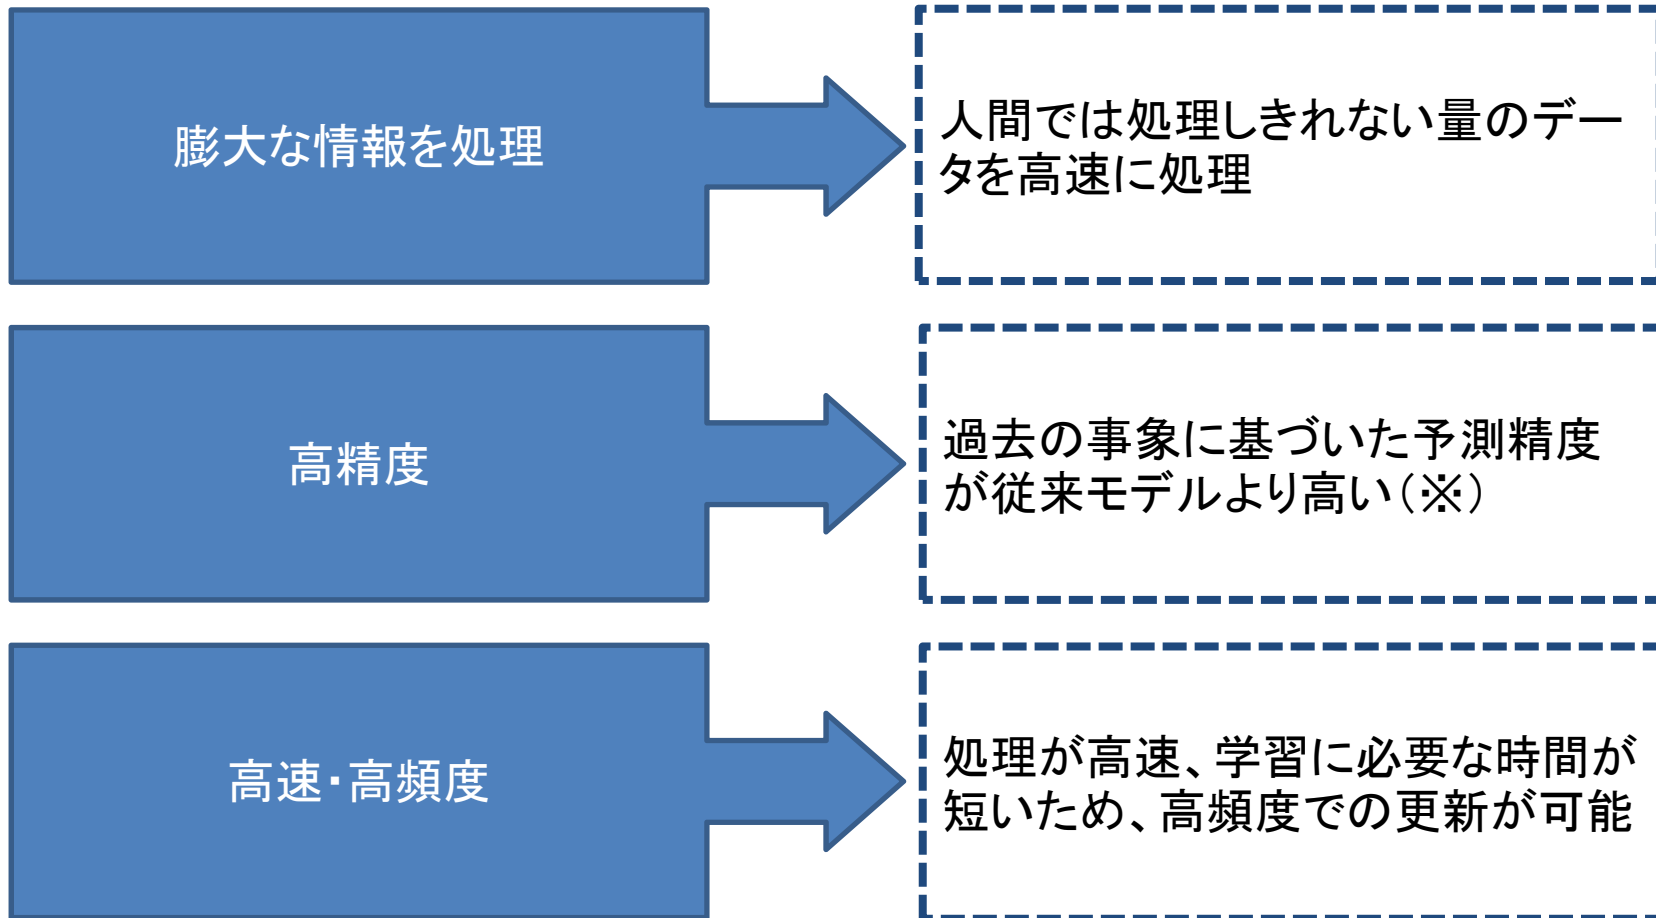 膨大な情報を処理
人間では処理しきれない量のデー
タを高速に処理
高精度
過去の事象に基づいた予測精度
が従来モデルより高い(※)
高速・高頻度
処理が高速、学習に必要な時間が
短いため、高頻度での更新が可能